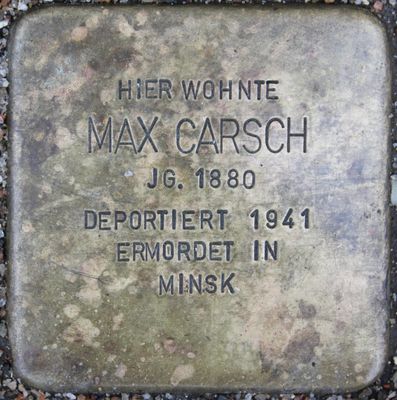 HIER WOHNTE
MAX CARSCH
JG. 1880
DEPORTIERT 1941
ERMORDET IN
MINSK